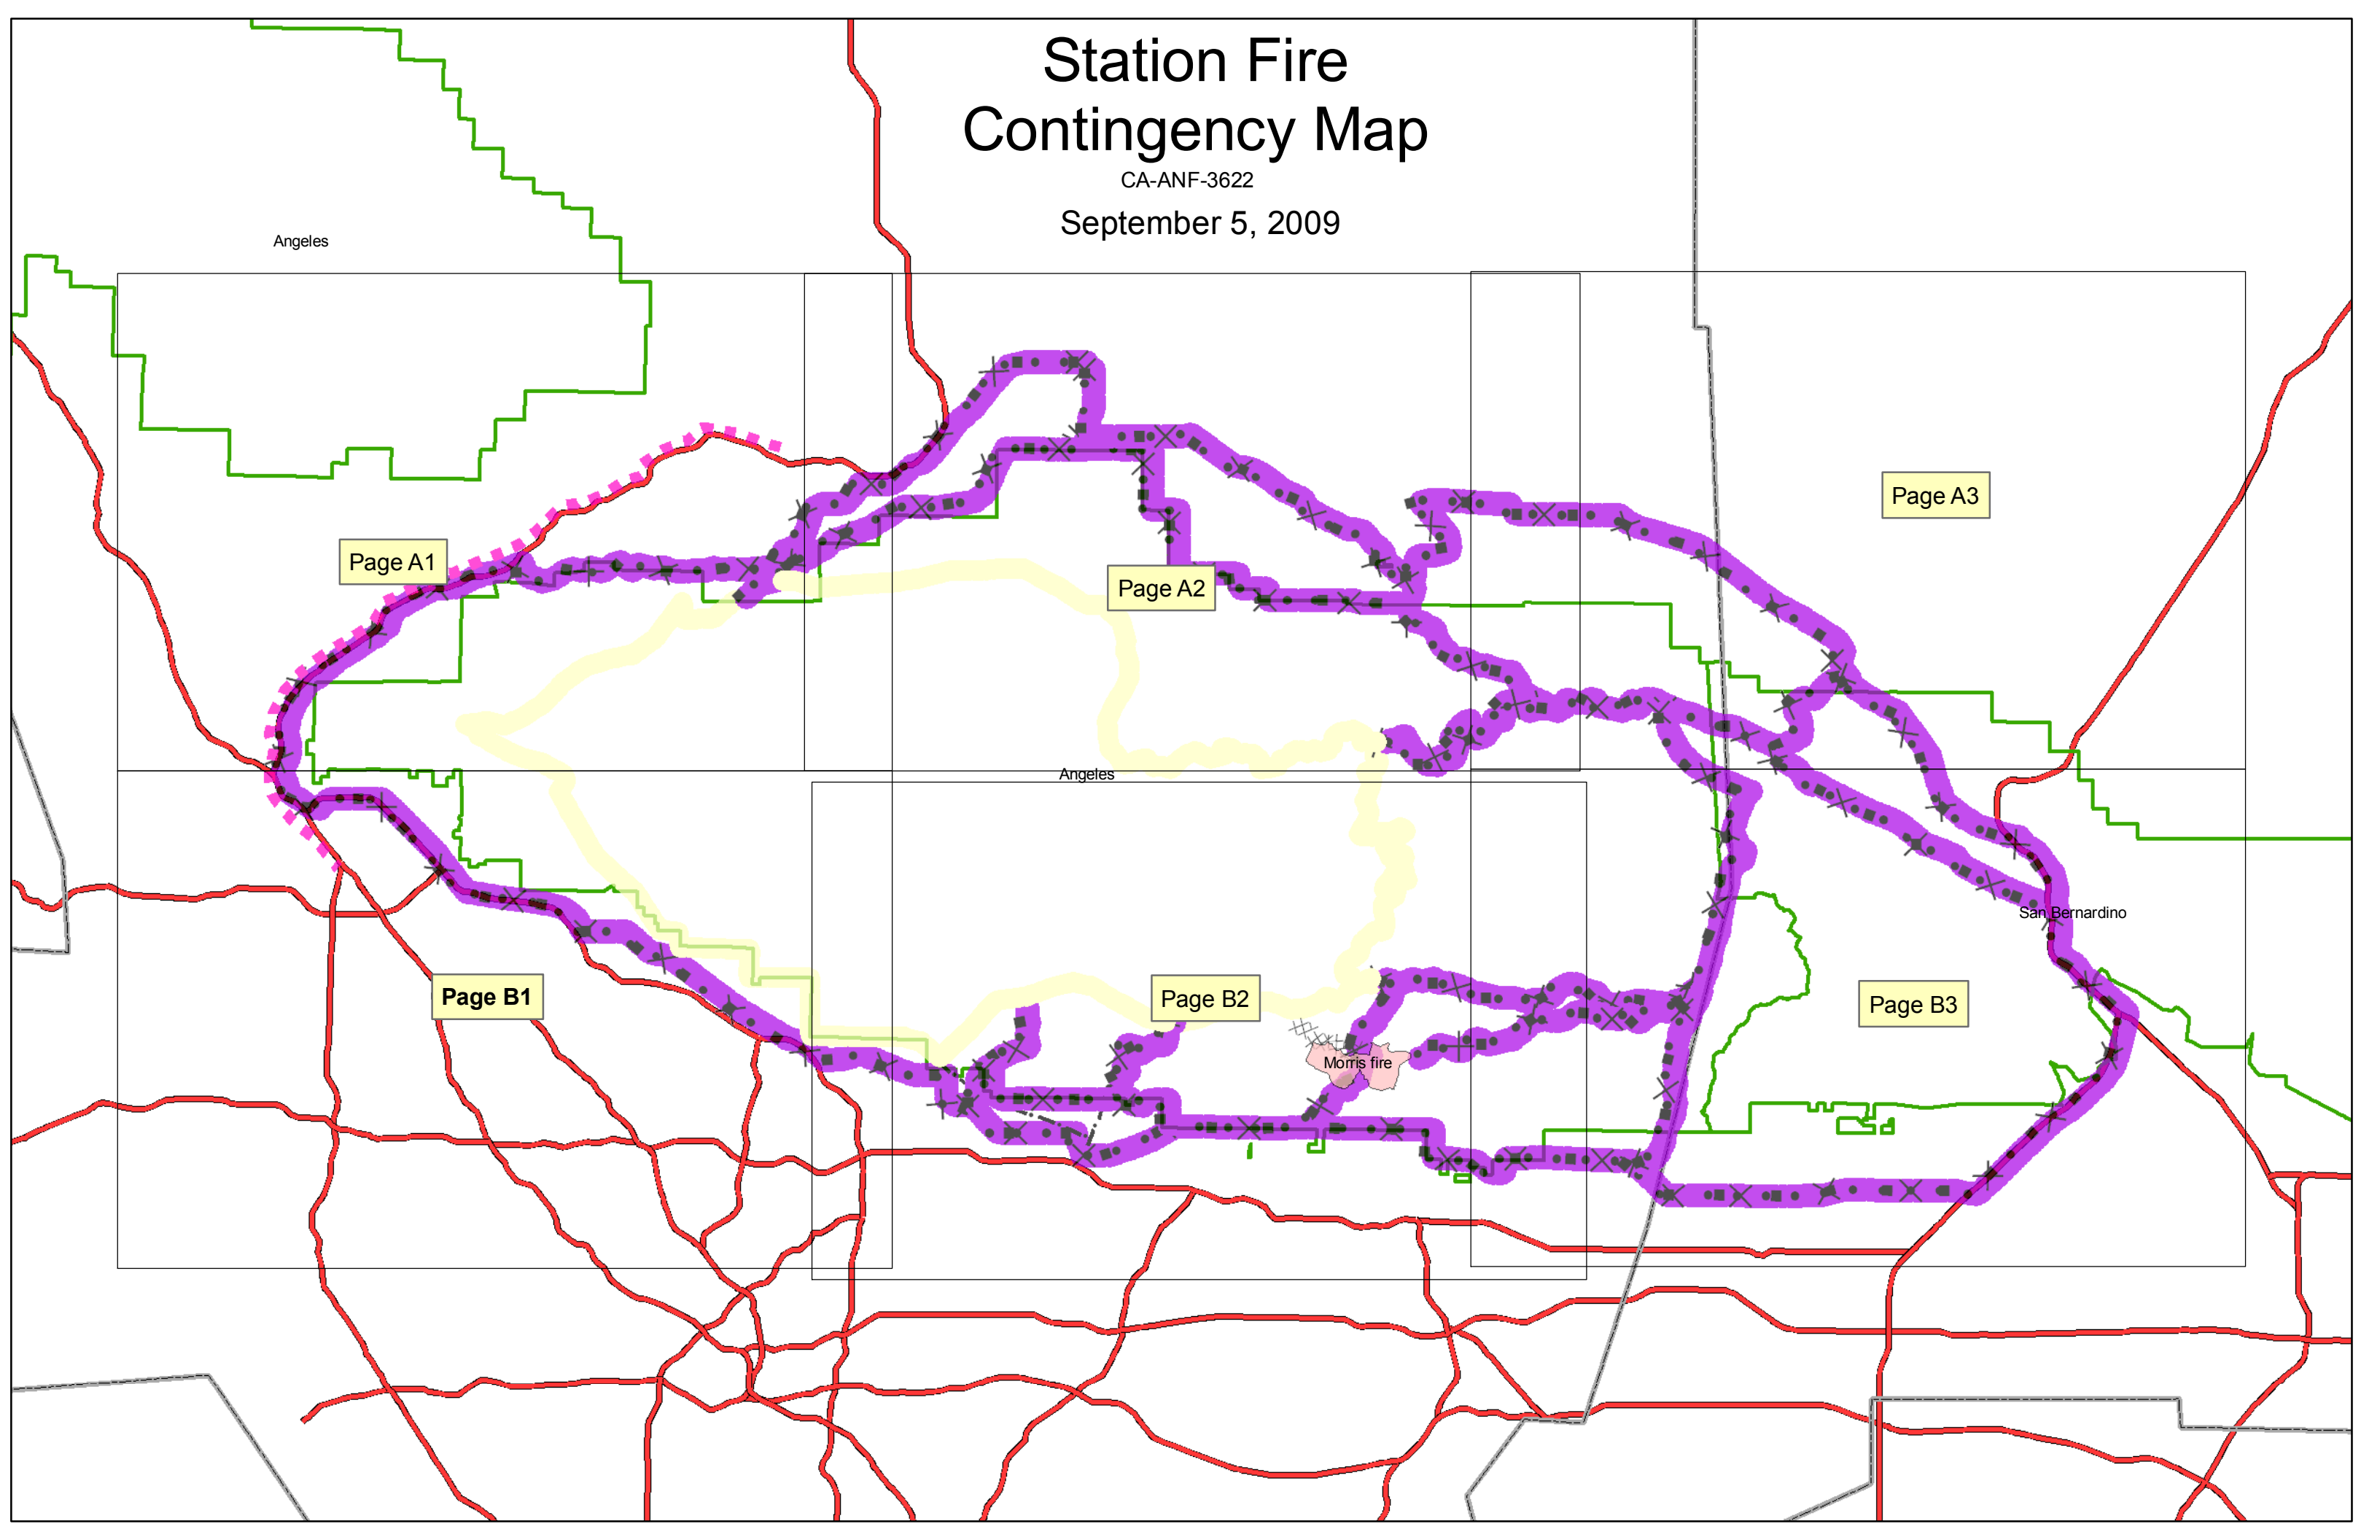 Station Fire
Contingency Map
CA-ANF-3622
September 5, 2009
Angeles
Page A3
Page A1
Page A2
Angeles
San Bernardino
Page B1
Page B2
Page B3
Morris fire